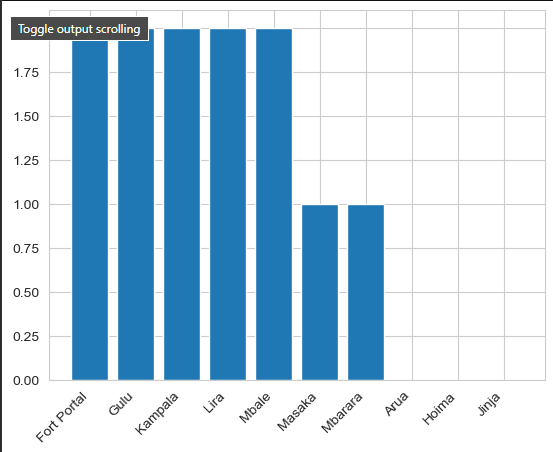 Toggle output scrolling
1.75
1.50
1.25
1.00
0.75
0.50
0.25
0.00
Fort Portal
Gulu
Kampala
Lira
Mbale
Masaka
Mbarara
Arua
Hoima
Jinja